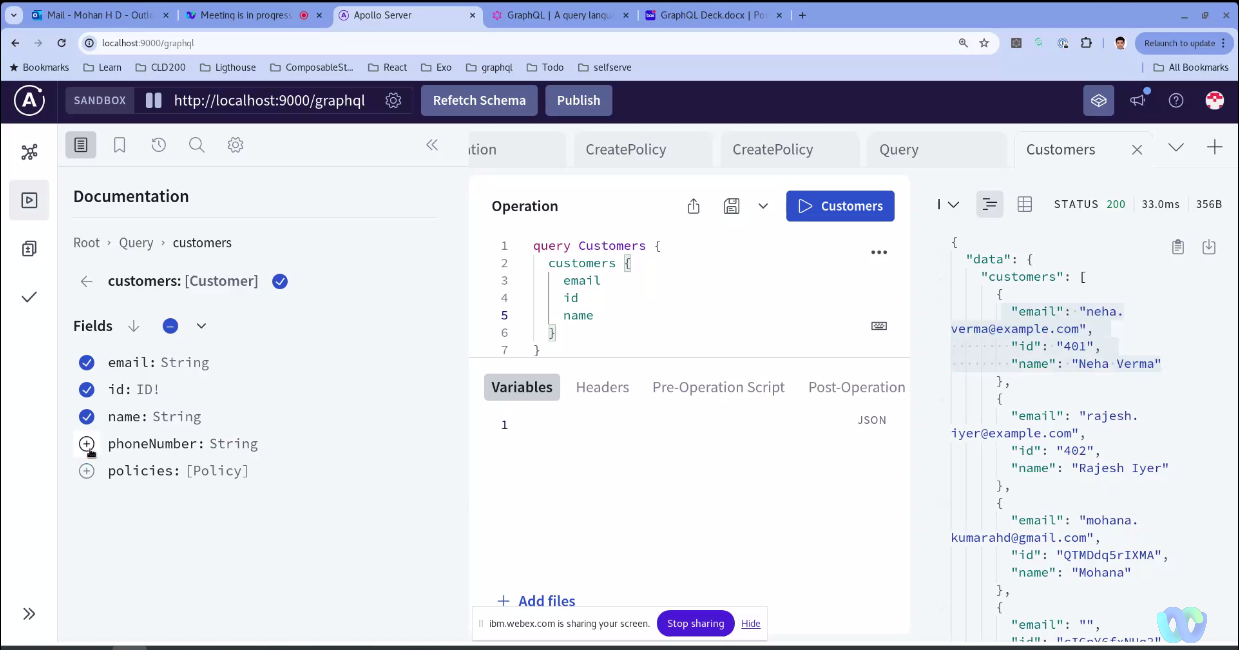 Mail - Mohan H D - Outlo
Meeting is in progress
Apollo Server
GraphQL | A query langu
GraphQL Deck.docx | Po
localhost:9000/graphql
Relaunch to update
Bookmarks
Learn
CLD200
Ligthouse
ComposableSt...
React
Exo
graphql
Todo
selfserve
All Bookmarks
SANDBOX
http://localhost:9000/graphql
Refetch Schema
Publish
tion
CreatePolicy
CreatePolicy
Query
Customers
Documentation
Root › Query › customers
customers: [Customer]
Fields
email: String
id: ID!
name: String
phoneNumber: String
policies: [Policy]
Operation
Customers
1 query Customers {
2 customers {
3 email
4 id
5 name
6 }
7 }
Variables
Headers
Pre-Operation Script
Post-Operation
1
JSON
+ Add files
ibm.webex.com is sharing your screen.
Stop sharing
Hide
STATUS 200
33.0ms
356B
{
"data": {
"customers": [
{
"email": "neha.
verma@example.com",
"id": "401",
"name": "Neha Verma"
},
{
"email": "rajesh.
iyer@example.com",
"id": "402",
"name": "Rajesh Iyer"
},
{
"email": "mohana.
kumarahd@gmail.com",
"id": "QTMDdq5rIXMA",
"name": "Mohana"
},
{
"email": "",
"id":